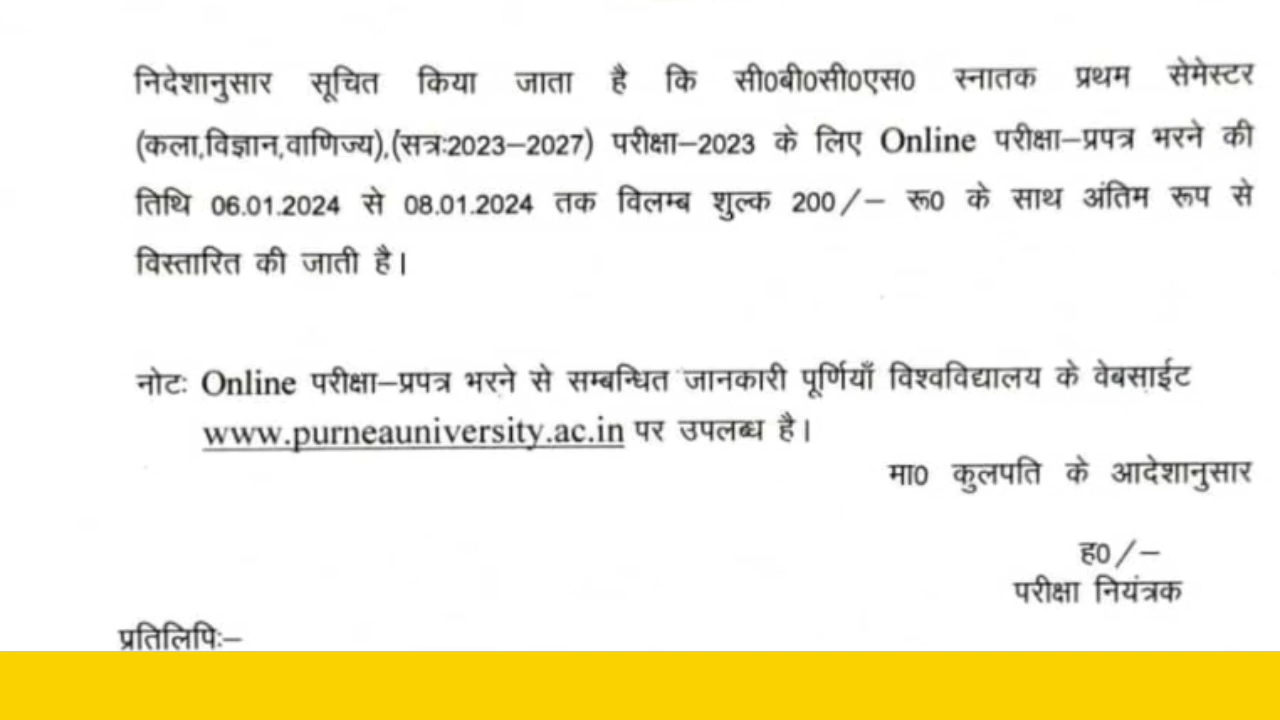 निदेशानुसार सूचित किया जाता है कि सी0बी0सी0एस0 स्नातक प्रथम सेमेस्टर
(कला,विज्ञान,वाणिज्य),(सत्र:2023–2027) परीक्षा–2023 के लिए Online परीक्षा–प्रपत्र भरने की
तिथि 06.01.2024 से 08.01.2024 तक विलम्ब शुल्क 200/– रू0 के साथ अंतिम रूप से
विस्तारित की जाती है।
नोटः Online परीक्षा–प्रपत्र भरने से सम्बन्धित जानकारी पूर्णियाँ विश्वविद्यालय के वेबसाईट
www.purneauniversity.ac.in पर उपलब्ध है।
मा0 कुलपति के आदेशानुसार
ह0/–
परीक्षा नियंत्रक
प्रतिलिपिः–